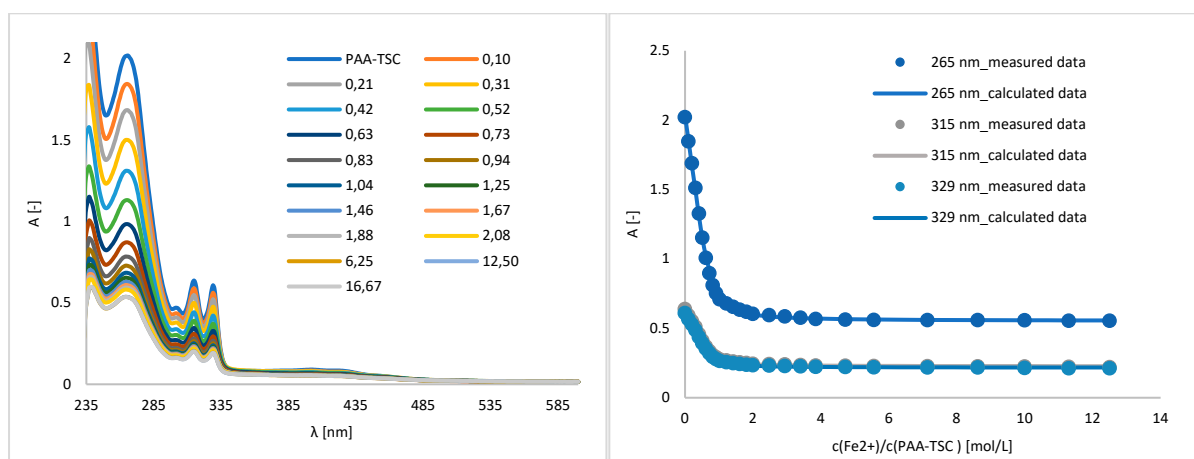 2
1.5
1
0.5
0
A [-]
PAA-TSC 0,10
0,21 0,31
0,42 0,52
0,63 0,73
0,83 0,94
1,04 1,25
1,46 1,67
1,88 2,08
6,25 12,50
16,67
235 285 335 385 435 485 535 585
λ [nm]
2.5
2
1.5
1
0.5
0
A [-]
265 nm_measured data
265 nm_calculated data
315 nm_measured data
315 nm_calculated data
329 nm_measured data
329 nm_calculated data
0 2 4 6 8 10 12 14
c(Fe2+)/c(PAA-TSC ) [mol/L]